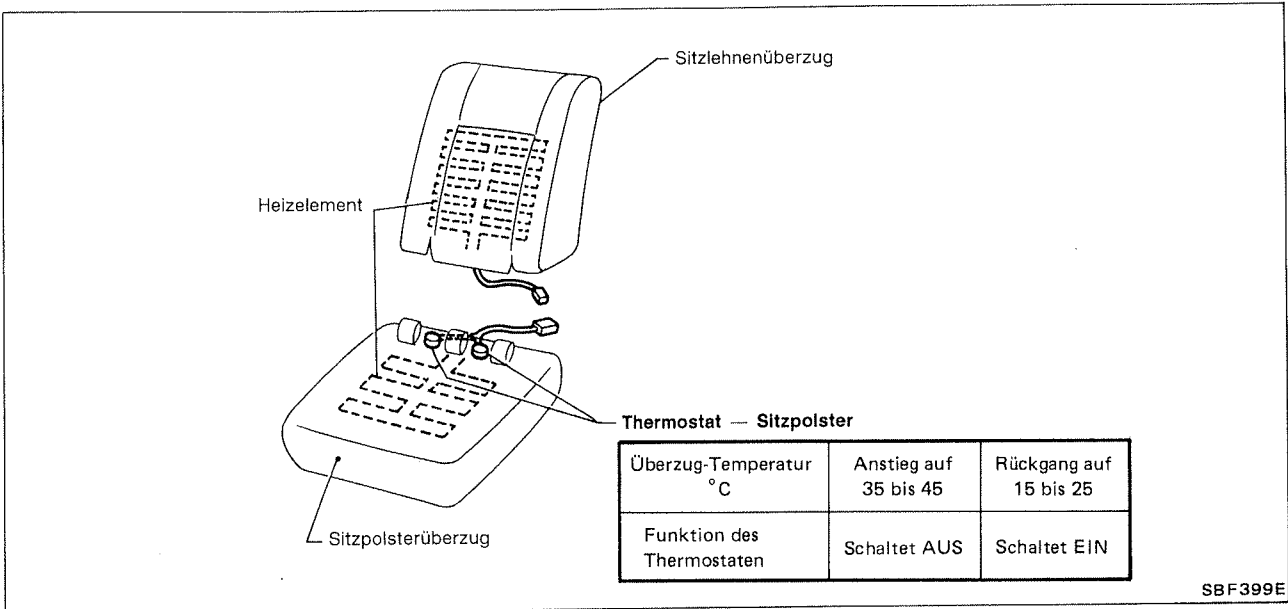 Sitzlehnenüberzug
Heizelement
Thermostat — Sitzpolster
Überzug-Temperatur
°C
Anstieg auf
35 bis 45
Rückgang auf
15 bis 25
Funktion des
Thermostaten
Schaltet AUS
Schaltet EIN
Sitzpolsterüberzug
SBF399E